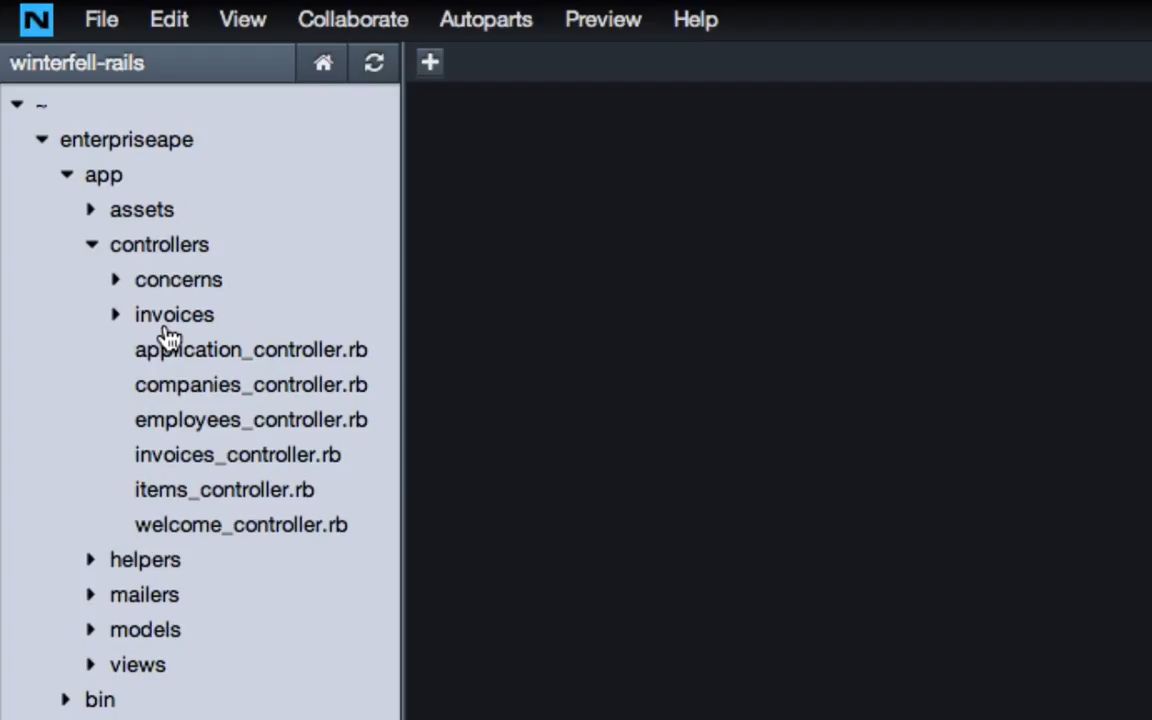 N File Edit View Collaborate Autoparts Preview Help
winterfell-rails
~
enterpriseape
app
assets
controllers
concerns
invoices
application_controller.rb
companies_controller.rb
employees_controller.rb
invoices_controller.rb
items_controller.rb
welcome_controller.rb
helpers
mailers
models
views
bin